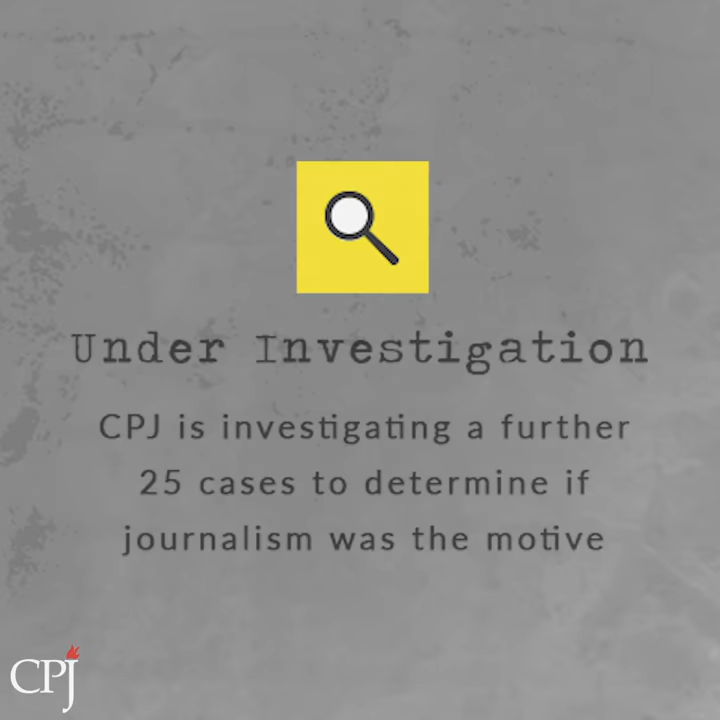 Under Investigation
CPJ is investigating a further
25 cases to determine if
journalism was the motive
CPJ